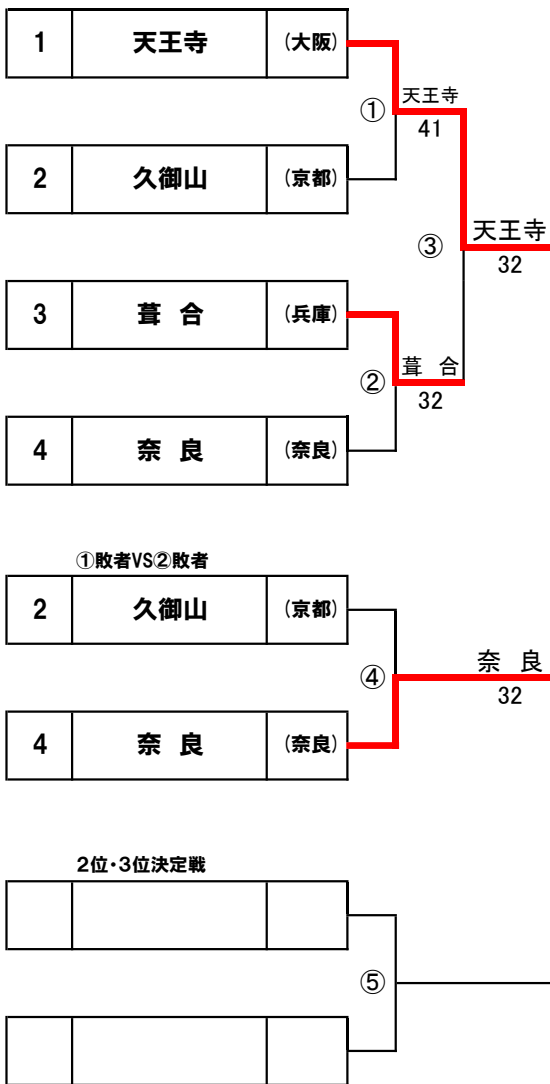 1 天王寺 (大阪)
① 天王寺
41
2 久御山 (京都)
③ 天王寺
32
3 葺 合 (兵庫)
② 葺 合
32
4 奈 良 (奈良)
①敗者VS②敗者
2 久御山 (京都)
④ 奈 良
32
4 奈 良 (奈良)
2位・3位決定戦
⑤